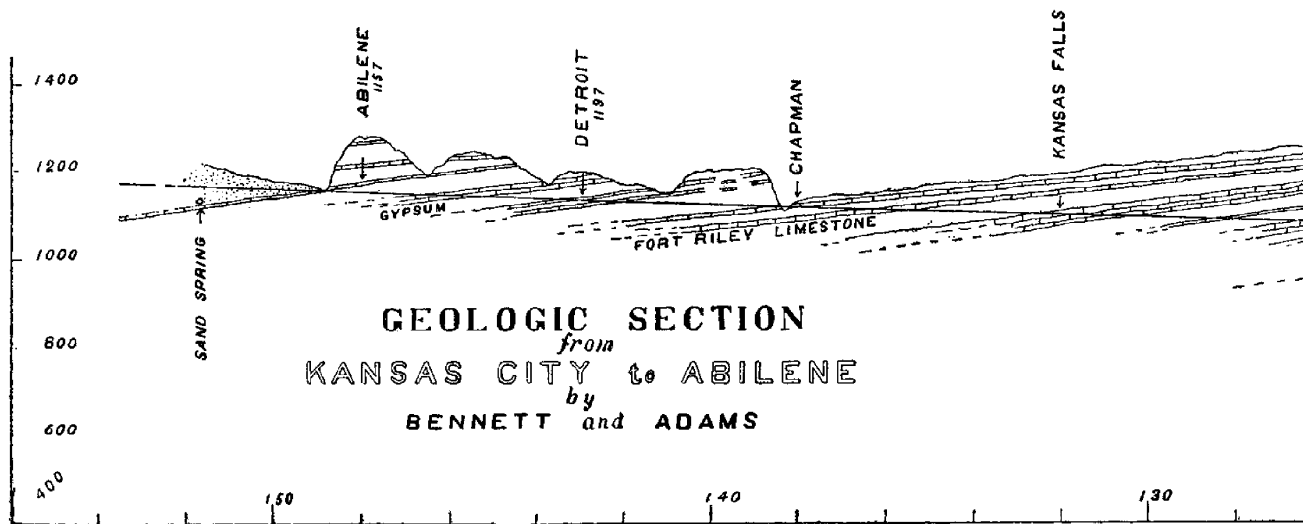 1400
1200
1000
800
600
400
SAND SPRING
ABILENE
1157
DETROIT
1197
CHAPMAN
KANSAS FALLS
GYPSUM
FORT RILEY LIMESTONE
GEOLOGIC SECTION
from
KANSAS CITY to ABILENE
by
BENNETT and ADAMS
150
140
130